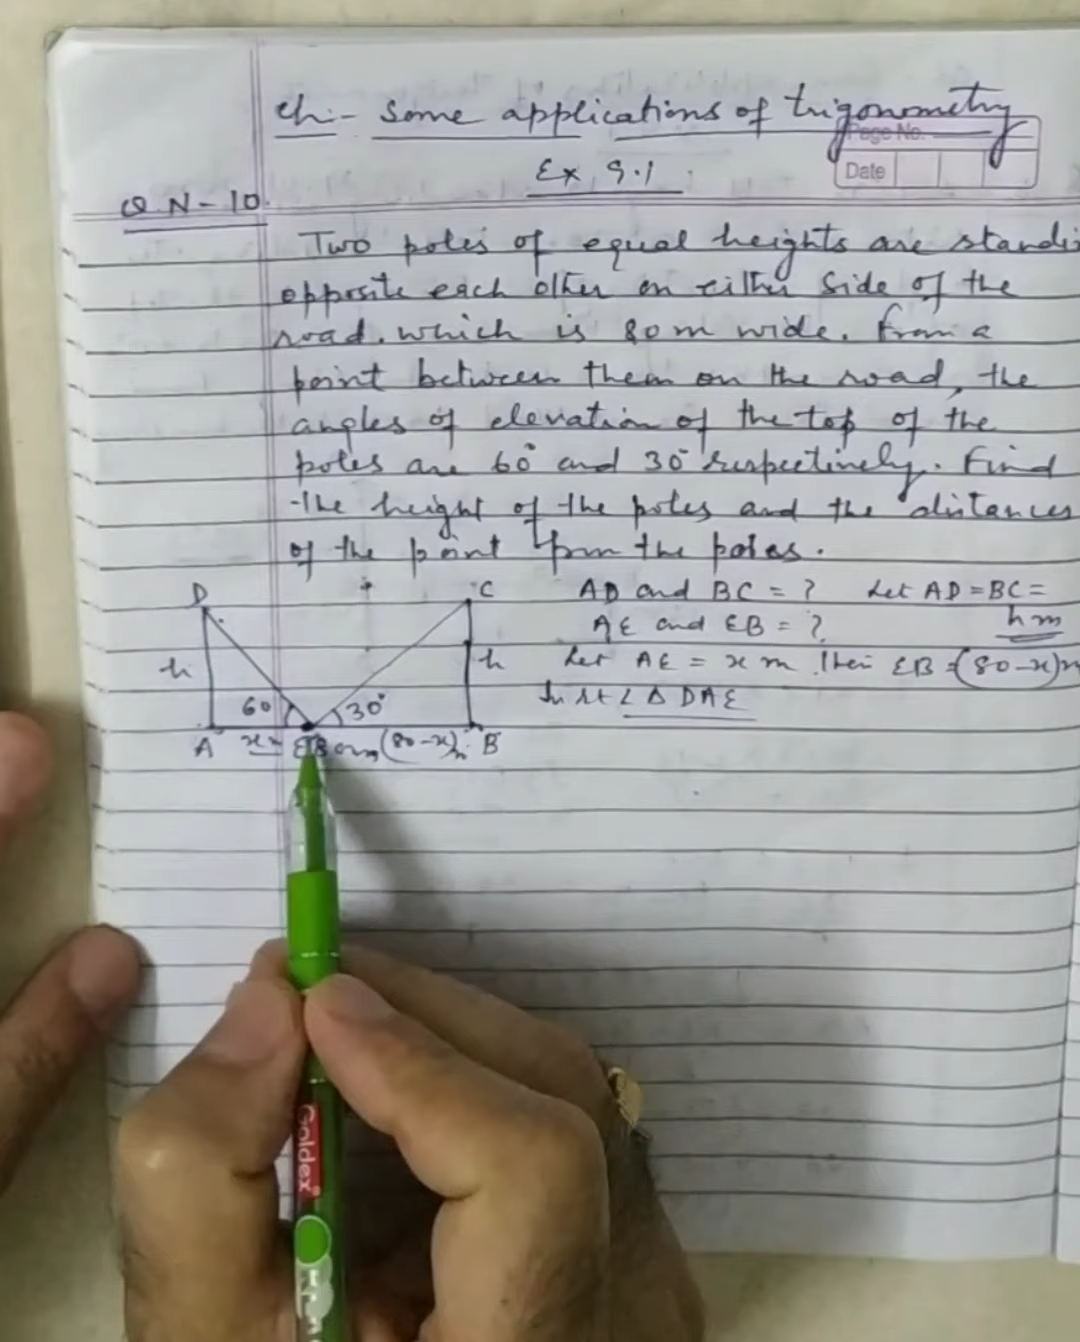 Ch:- Some applications of trigonometry
Page No.
Date
Ex 9.1
Q.N-10.
Two poles of equal heights are standi
opposite each other on either side of the
road. which is 80m wide. From a
point between them on the road, the
angles of elevation of the top of the
poles are 60° and 30° respectively. Find
the height of the poles and the distances
of the point from the poles.
D C AD and BC = ? Let AD = BC =
AE and EB = ? h m
h h Let AE = x m then EB = (80-x)m
60 30° In rt ∠ Δ DAE
A x m E (80-x)m B
Goldex